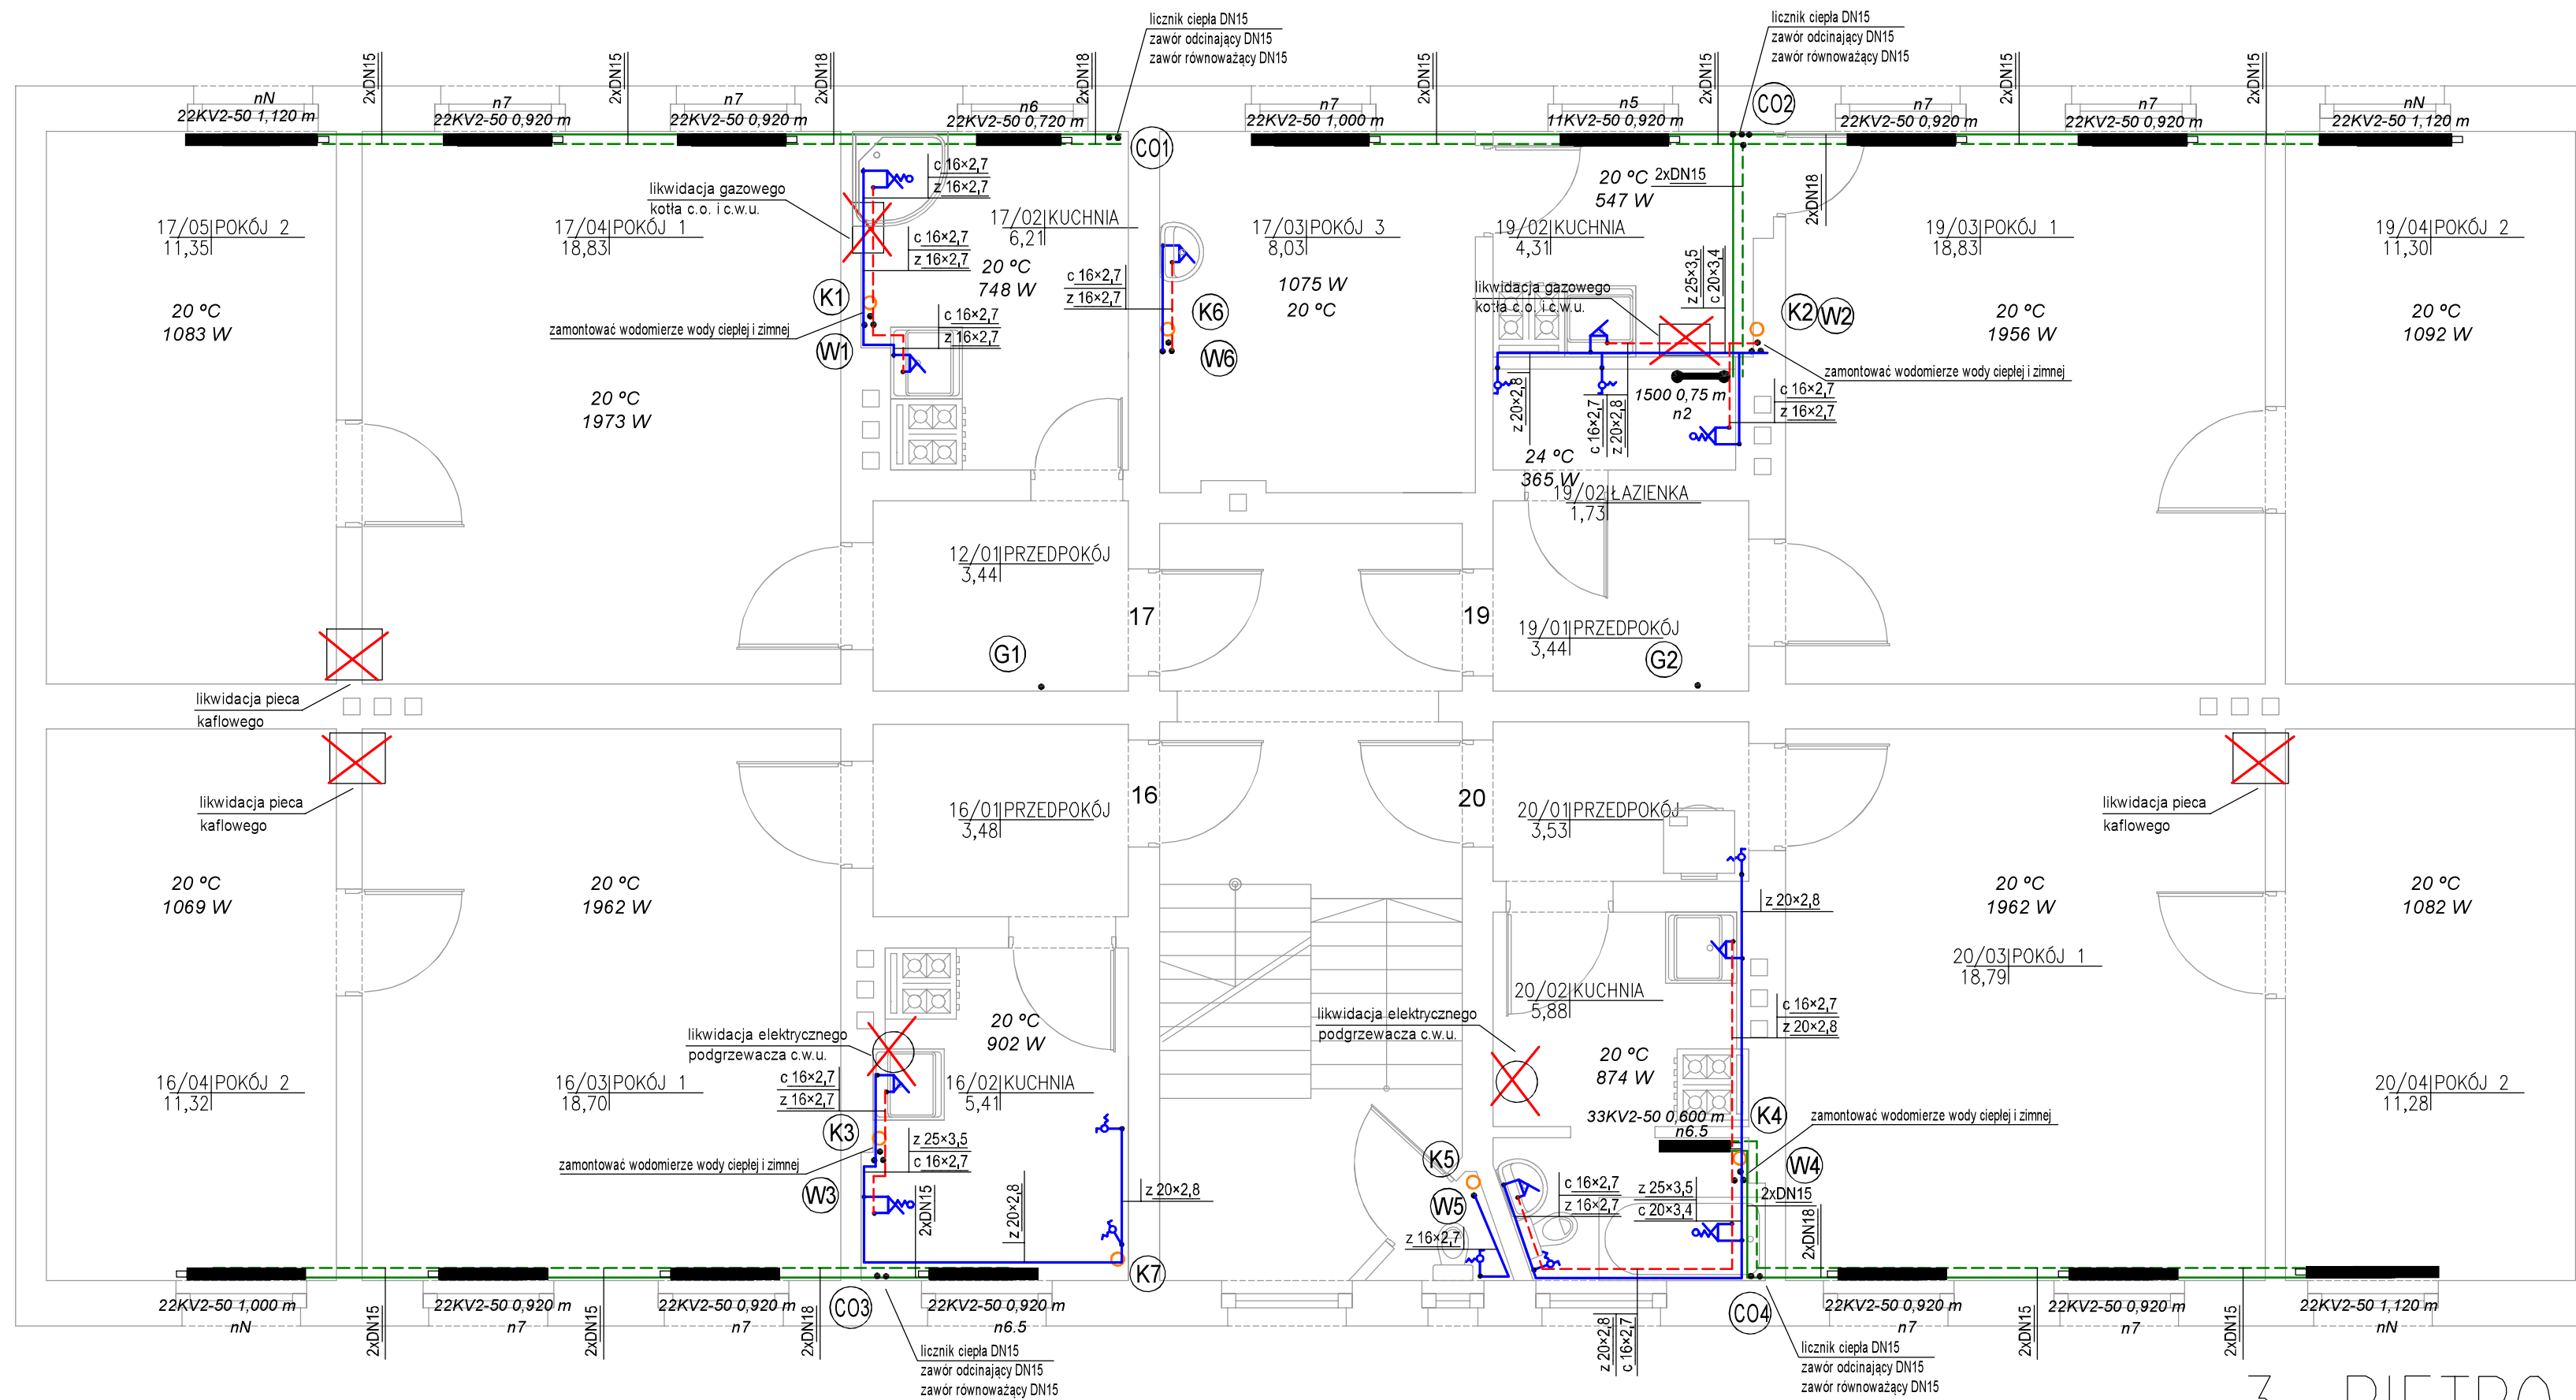 licznik ciepła DN15
zawór odcinający DN15
zawór równoważący DN15
licznik ciepła DN15
zawór odcinający DN15
zawór równoważący DN15
2xDN15
2xDN15
2xDN18
2xDN18
2xDN15
2xDN15
2xDN15
2xDN15
nN
22KV2-50 1,120 m
n7
22KV2-50 0,920 m
n7
22KV2-50 0,920 m
n6
22KV2-50 0,720 m
n7
22KV2-50 1,000 m
n5
11KV2-50 0,920 m
CO2
n7
22KV2-50 0,920 m
n7
22KV2-50 0,920 m
nN
22KV2-50 1,120 m
CO1
c 16×2,7
z 16×2,7
likwidacja gazowego
kotła c.o. i c.w.u.
20 ºC
547 W
2xDN15
2xDN18
17/05 POKÓJ 2
11,35
17/04 POKÓJ 1
18,83
17/02 KUCHNIA
6,21
17/03 POKÓJ 3
8,03
19/02 KUCHNIA
4,31
19/03 POKÓJ 1
18,83
19/04 POKÓJ 2
11,30
c 16×2,7
z 16×2,7
20 ºC
748 W
c 16×2,7
z 16×2,7
1075 W
20 ºC
z 25×3,5
c 20×3,4
likwidacja gazowego
kotła c.o. i c.w.u.
20 ºC
1083 W
K1
zamontować wodomierze wody ciepłej i zimnej
W1
c 16×2,7
z 16×2,7
K6
W6
K2
W2
20 ºC
1956 W
20 ºC
1092 W
zamontować wodomierze wody ciepłej i zimnej
20 ºC
1973 W
z 20×2,8
c 16×2,7
z 20×2,8
1500 0,75 m
n2
c 16×2,7
z 16×2,7
24 ºC
365 W
19/02 ŁAZIENKA
1,73
12/01 PRZEDPOKÓJ
3,44
17
19
19/01 PRZEDPOKÓJ
3,44
G1
G2
likwidacja pieca
kaflowego
likwidacja pieca
kaflowego
likwidacja pieca
kaflowego
16/01 PRZEDPOKÓJ
3,48
16
20
20/01 PRZEDPOKÓJ
3,53
20 ºC
1069 W
20 ºC
1962 W
z 20×2,8
20 ºC
1962 W
20 ºC
1082 W
20/03 POKÓJ 1
18,79
20/02 KUCHNIA
5,88
likwidacja elektrycznego
podgrzewacza c.w.u.
20 ºC
902 W
likwidacja elektrycznego
podgrzewacza c.w.u.
c 16×2,7
z 20×2,8
20 ºC
874 W
16/04 POKÓJ 2
11,32
16/03 POKÓJ 1
18,70
c 16×2,7
z 16×2,7
16/02 KUCHNIA
5,41
20/04 POKÓJ 2
11,28
33KV2-50 0,600 m
n6.5
K4
zamontować wodomierze wody ciepłej i zimnej
K3
z 25×3,5
c 16×2,7
zamontować wodomierze wody ciepłej i zimnej
W3
2xDN15
z 20×2,8
z 20×2,8
K5
W5
z 16×2,7
c 16×2,7
z 16×2,7
z 25×3,5
c 20×3,4
W4
2xDN15
2xDN18
K7
22KV2-50 1,000 m
nN
2xDN15
22KV2-50 0,920 m
n7
2xDN15
22KV2-50 0,920 m
n7
2xDN18
CO3
22KV2-50 0,920 m
n6.5
z 20×2,8
c 16×2,7
CO4
22KV2-50 0,920 m
n7
2xDN15
22KV2-50 0,920 m
n7
2xDN15
22KV2-50 1,120 m
nN
licznik ciepła DN15
zawór odcinający DN15
zawór równoważący DN15
licznik ciepła DN15
zawór odcinający DN15
zawór równoważący DN15